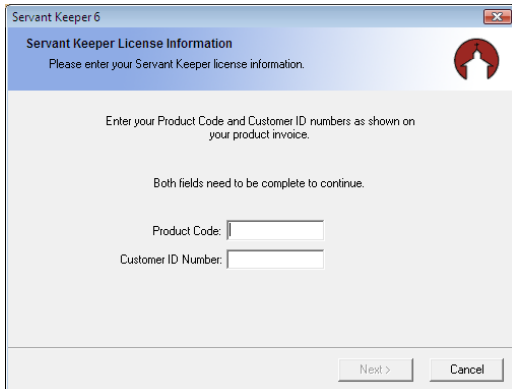 Servant Keeper 6
Servant Keeper License Information
Please enter your Servant Keeper license information.
Enter your Product Code and Customer ID numbers as shown on
your product invoice.
Both fields need to be complete to continue.
Product Code:
Customer ID Number:
Next >
Cancel